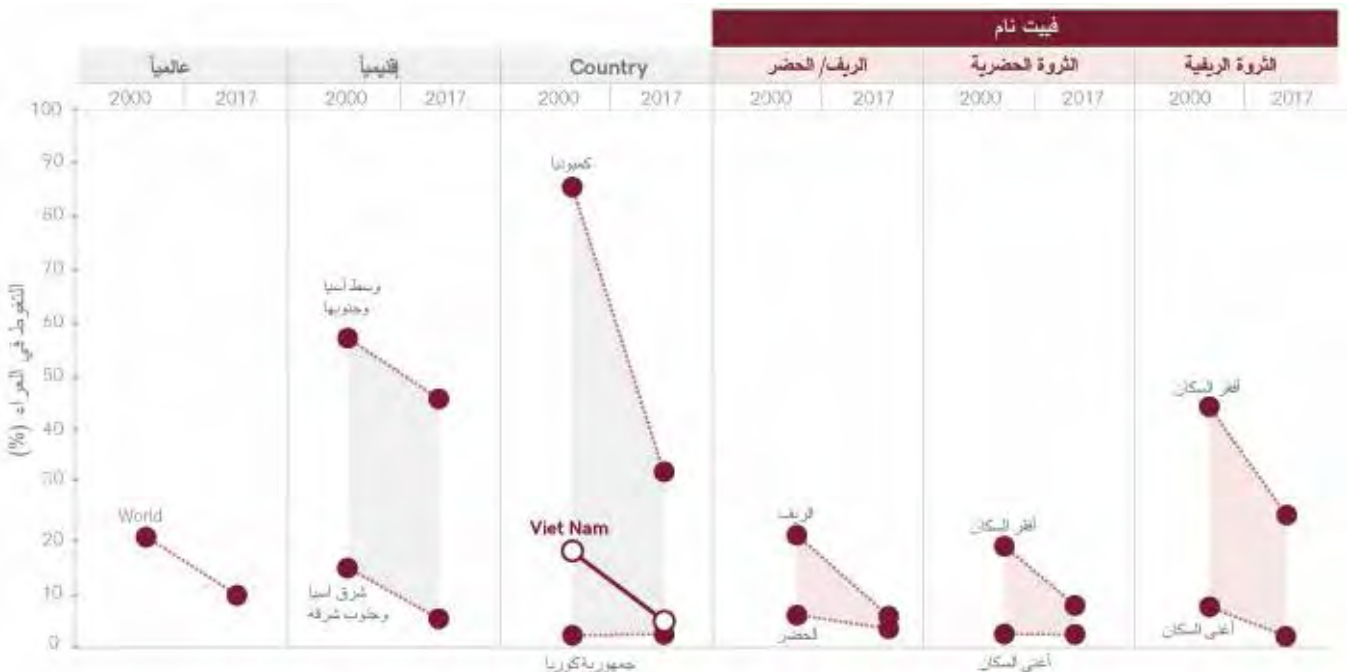 فييت نام
عالمياً
إقليمياً
Country
الريف/ الحضر
الثروة الحضرية
الثروة الريفية
2000 2017
2000 2017
2000 2017
2000 2017
2000 2017
2000 2017
التغوط في العراء (%)
100
90
80
70
60
50
40
30
20
10
0
World
وسط آسيا
وجنوبها
شرق آسيا
وجنوب شرقه
كمبوديا
Viet Nam
جمهورية كوريا
الريف
الحضر
أفقر السكان
أغنى السكان
أفقر السكان
أغنى السكان